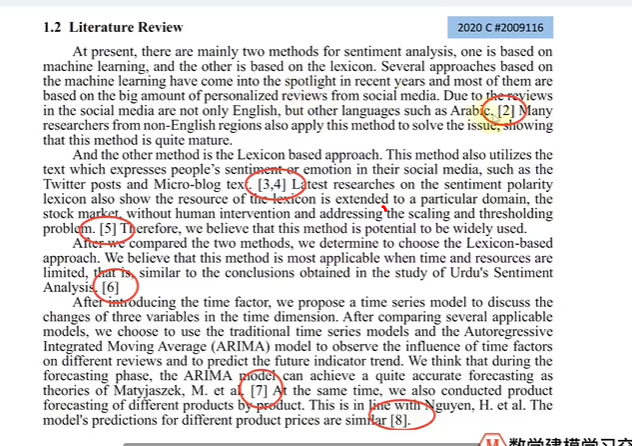 1.2 Literature Review
2020 C #2009116
At present, there are mainly two methods for sentiment analysis, one is based on
machine learning, and the other is based on the lexicon. Several approaches based on
the machine learning have come into the spotlight in recent years and most of them are
based on the big amount of personalized reviews from social media. Due to the reviews
in the social media are not only English, but other languages such as Arabic. [2] Many
researchers from non-English regions also apply this method to solve the issue, showing
that this method is quite mature.
And the other method is the Lexicon based approach. This method also utilizes the
text which expresses people's sentiment or emotion in their social media, such as the
Twitter posts and Micro-blog text. [3,4] Latest researches on the sentiment polarity
lexicon also show the resource of the lexicon is extended to a particular domain, the
stock market, without human intervention and addressing the scaling and thresholding
problem. [5] Therefore, we believe that this method is potential to be widely used.
After we compared the two methods, we determine to choose the Lexicon-based
approach. We believe that this method is most applicable when time and resources are
limited, that is, similar to the conclusions obtained in the study of Urdu's Sentiment
Analysis. [6]
After introducing the time factor, we propose a time series model to discuss the
changes of three variables in the time dimension. After comparing several applicable
models, we choose to use the traditional time series models and the Autoregressive
Integrated Moving Average (ARIMA) model to observe the influence of time factors
on different reviews and to predict the future indicator trend. We think that during the
forecasting phase, the ARIMA model can achieve a quite accurate forecasting as
theories of Matyjaszek, M. et al. [7] At the same time, we also conducted product
forecasting of different products by product. This is in line with Nguyen, H. et al. The
model's predictions for different product prices are similar [8].
数学建模学习交